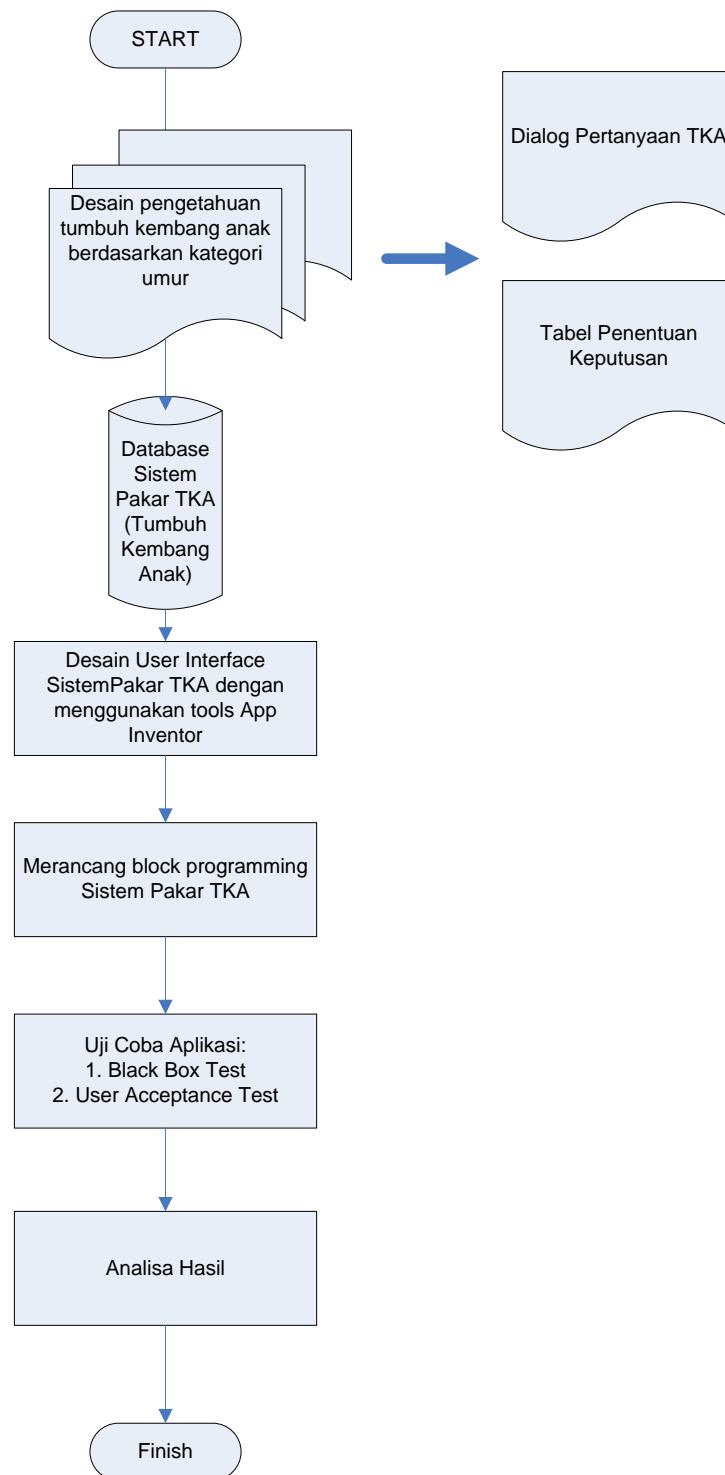 START
Desain pengetahuan
tumbuh kembang anak
berdasarkan kategori
umur
Dialog Pertanyaan TKA
Tabel Penentuan
Keputusan
Database
Sistem
Pakar TKA
(Tumbuh
Kembang
Anak)
Desain User Interface
SistemPakar TKA dengan
menggunakan tools App
Inventor
Merancang block programming
Sistem Pakar TKA
Uji Coba Aplikasi:
1. Black Box Test
2. User Acceptance Test
Analisa Hasil
Finish